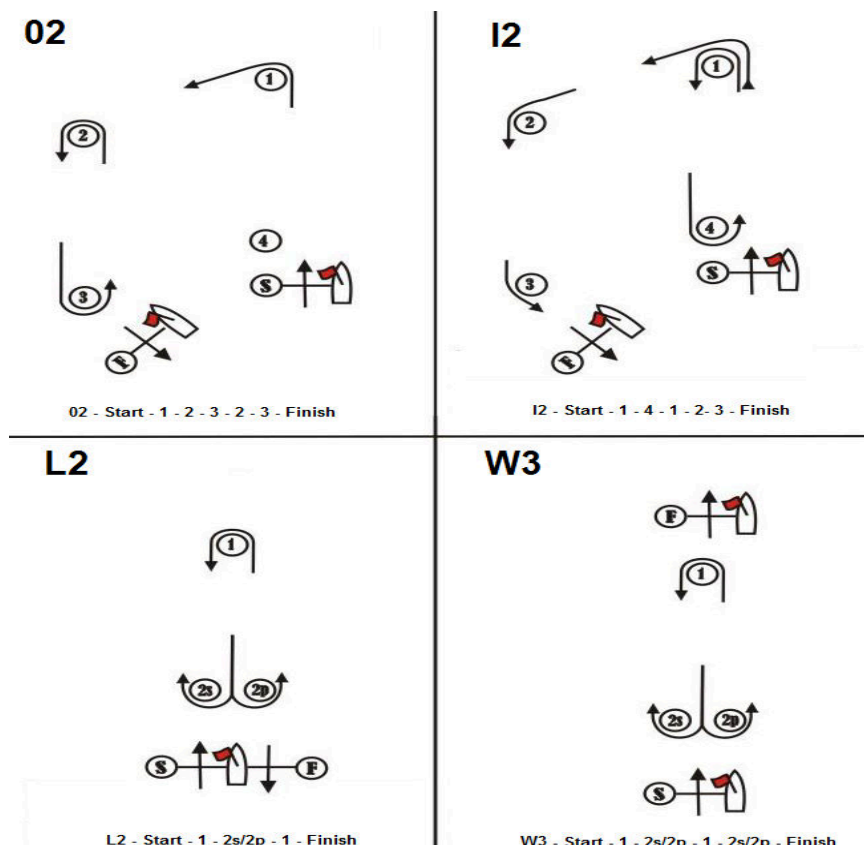 02
1
2
3
4
S
F
02 - Start - 1 - 2 - 3 - 2 - 3 - Finish
I2
1
2
4
S
3
F
I2 - Start - 1 - 4 - 1 - 2- 3 - Finish
L2
1
2s 2p
S F
L2 - Start - 1 - 2s/2p - 1 - Finish
W3
F
1
2s 2p
S
W3 - Start - 1 - 2s/2p - 1 - 2s/2p - Finish